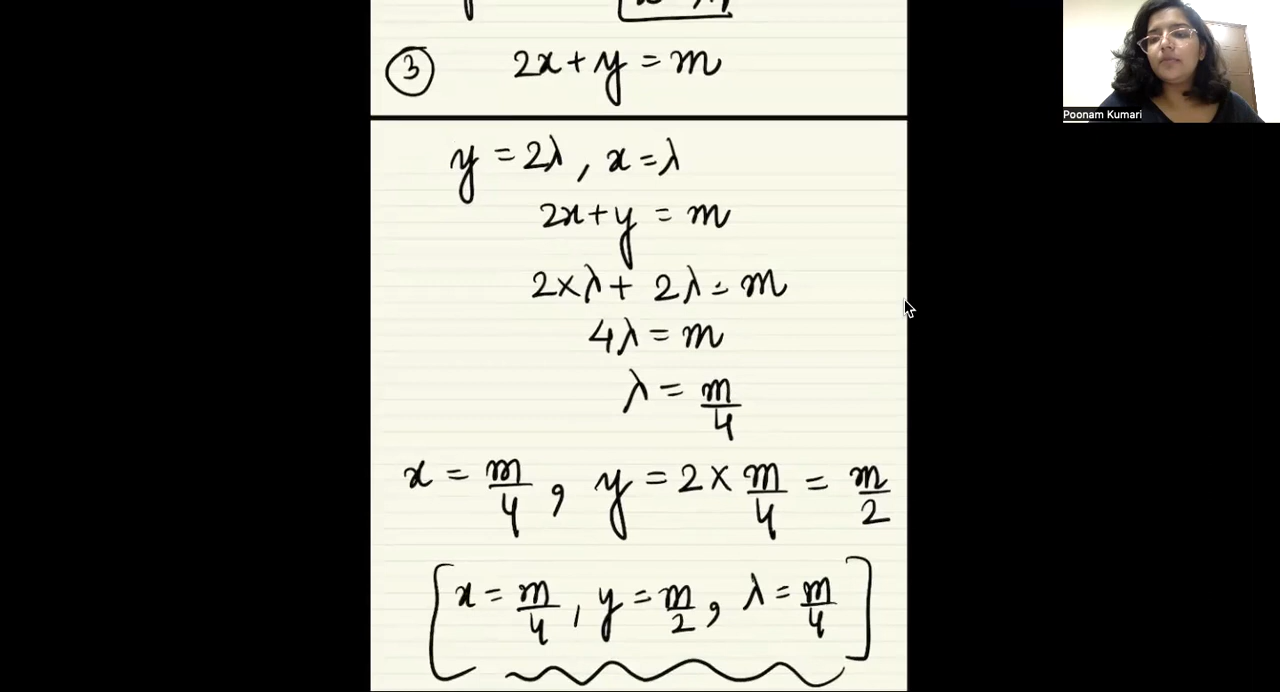 ③ 2x+y = m
y = 2λ, x = λ
2x+y = m
2×λ + 2λ = m
4λ = m
λ = m/4
x = m/4, y = 2 × m/4 = m/2
[x = m/4, y = m/2, λ = m/4]
Poonam Kumari